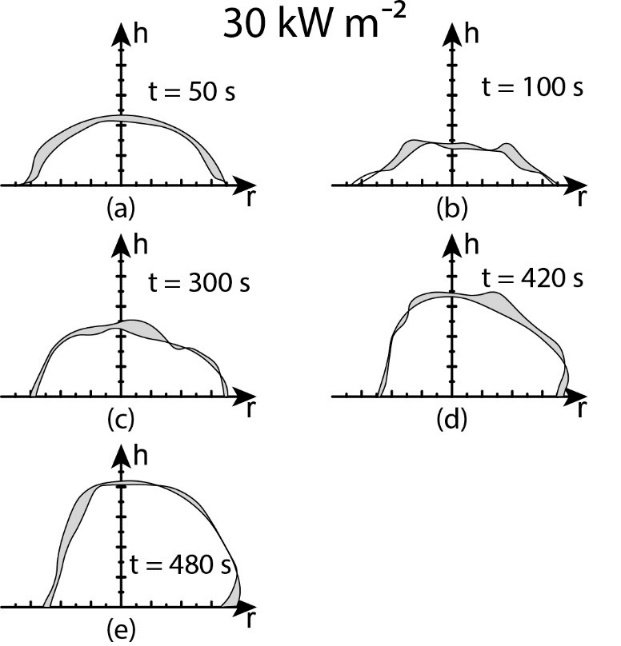 30 kW m⁻²
h
t = 50 s
r
(a)
h
t = 100 s
r
(b)
h
t = 300 s
r
(c)
h
t = 420 s
r
(d)
h
t = 480 s
r
(e)